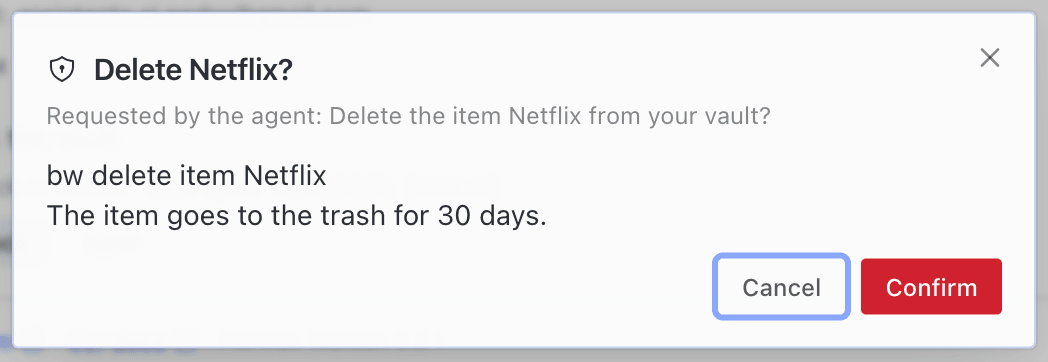 Delete Netflix?
Requested by the agent: Delete the item Netflix from your vault?
bw delete item Netflix
The item goes to the trash for 30 days.
Cancel Confirm